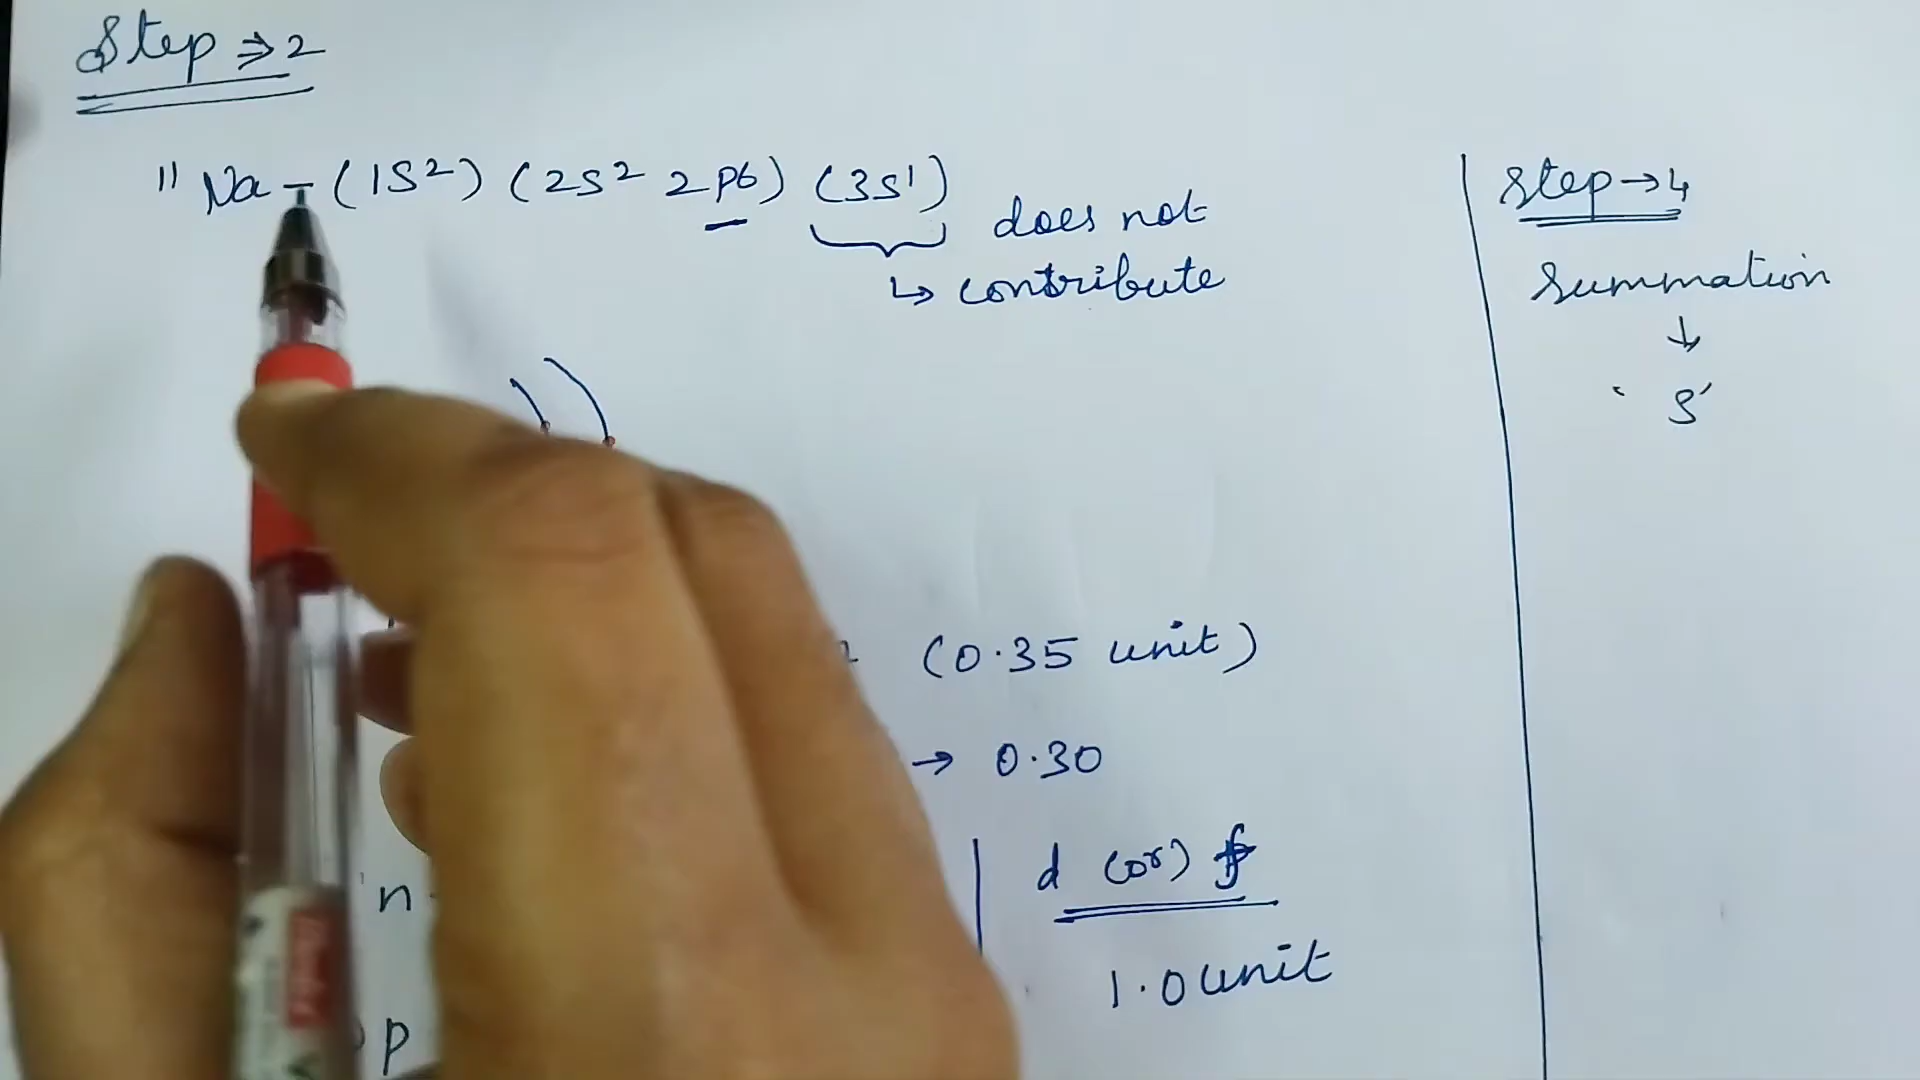 Step ⇒ 2
11 Na - (1S²) (2S² 2p6) (3S¹)
does not
↳ contribute
(0.35 unit)
→ 0.30
n
d (or) f
1.0 unit
p
Step → 4
Summation
↓
' S'